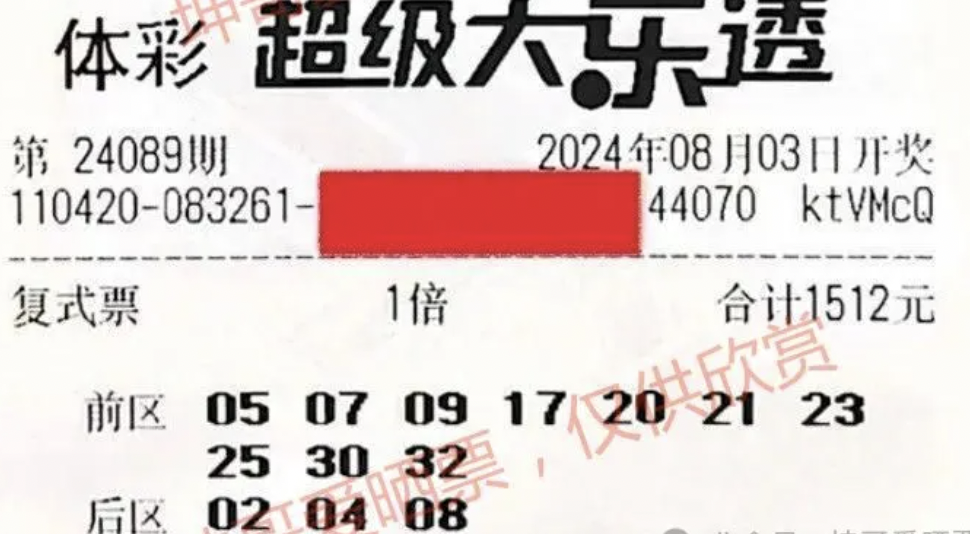 体彩 超级大乐透
第 24089期 2024年08月03日开奖
110420-083261- 44070 ktVMcQ
复式票 1倍 合计1512元
前区 05 07 09 17 20 21 23
25 30 32
后区 02 04 08
晒票，仅供欣赏